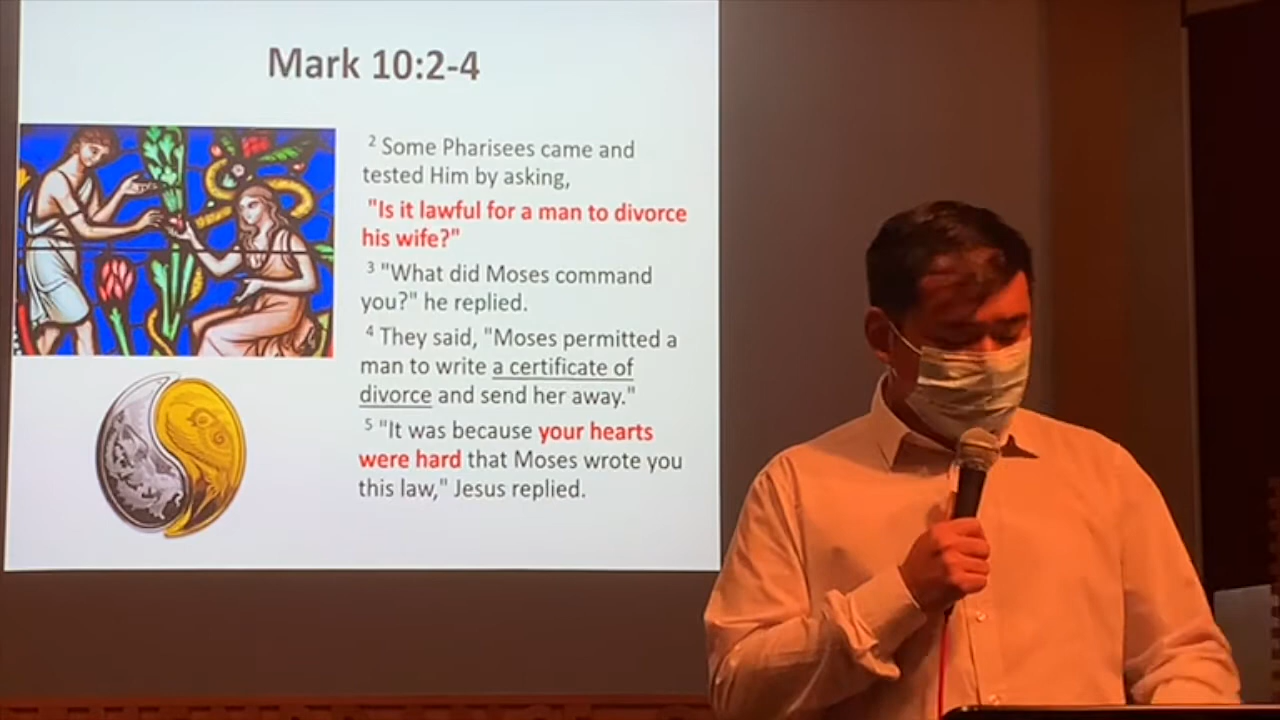 Mark 10:2-4
2 Some Pharisees came and
tested Him by asking,
"Is it lawful for a man to divorce
his wife?"
3 "What did Moses command
you?" he replied.
4 They said, "Moses permitted a
man to write a certificate of
divorce and send her away."
5 "It was because your hearts
were hard that Moses wrote you
this law," Jesus replied.